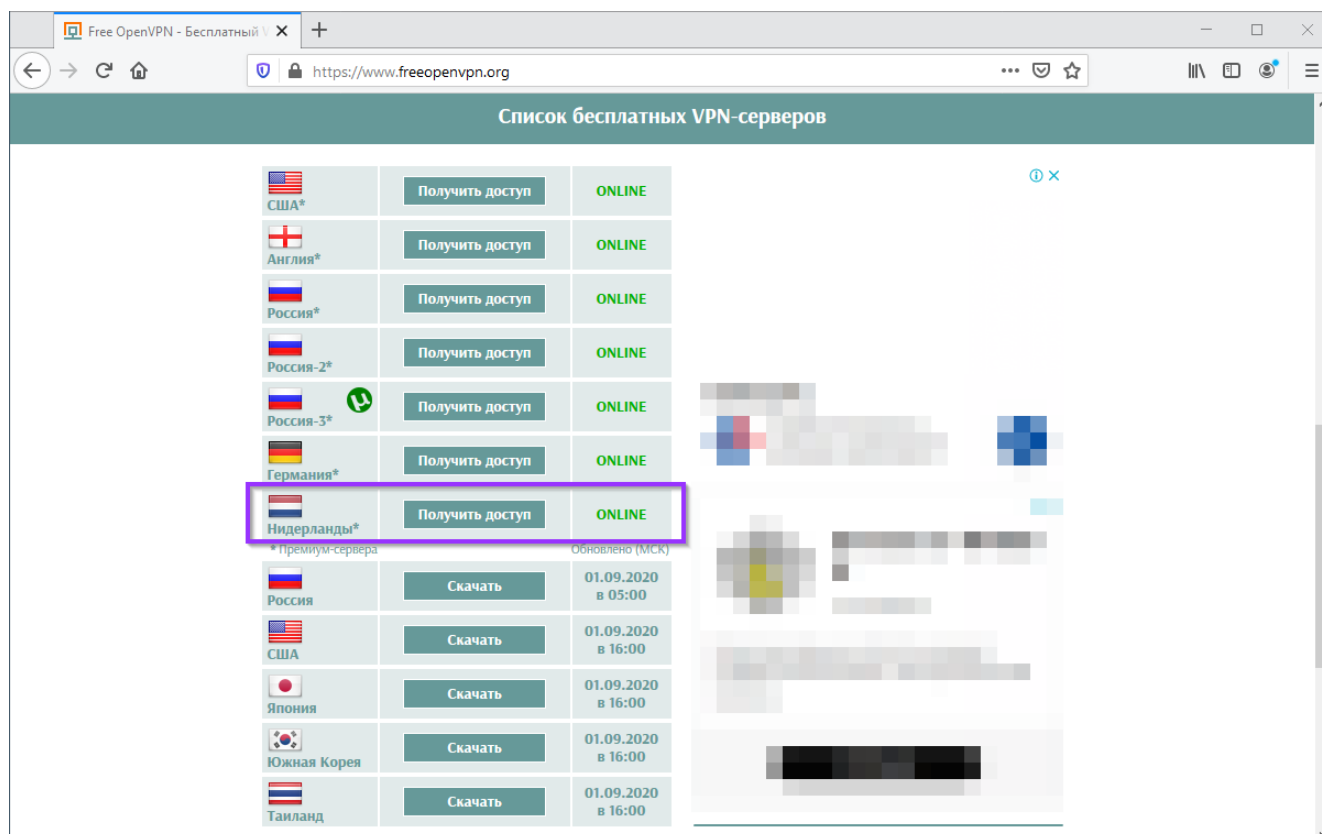 Free OpenVPN - Бесплатный V
https://www.freeopenvpn.org
Список бесплатных VPN-серверов
США*
Получить доступ
ONLINE
Англия*
Получить доступ
ONLINE
Россия*
Получить доступ
ONLINE
Россия-2*
Получить доступ
ONLINE
Россия-3*
Получить доступ
ONLINE
Германия*
Получить доступ
ONLINE
Нидерланды*
Получить доступ
ONLINE
* Премиум-сервера
Обновлено (МСК)
Россия
Скачать
01.09.2020
в 05:00
США
Скачать
01.09.2020
в 16:00
Япония
Скачать
01.09.2020
в 16:00
Южная Корея
Скачать
01.09.2020
в 16:00
Таиланд
Скачать
01.09.2020
в 16:00